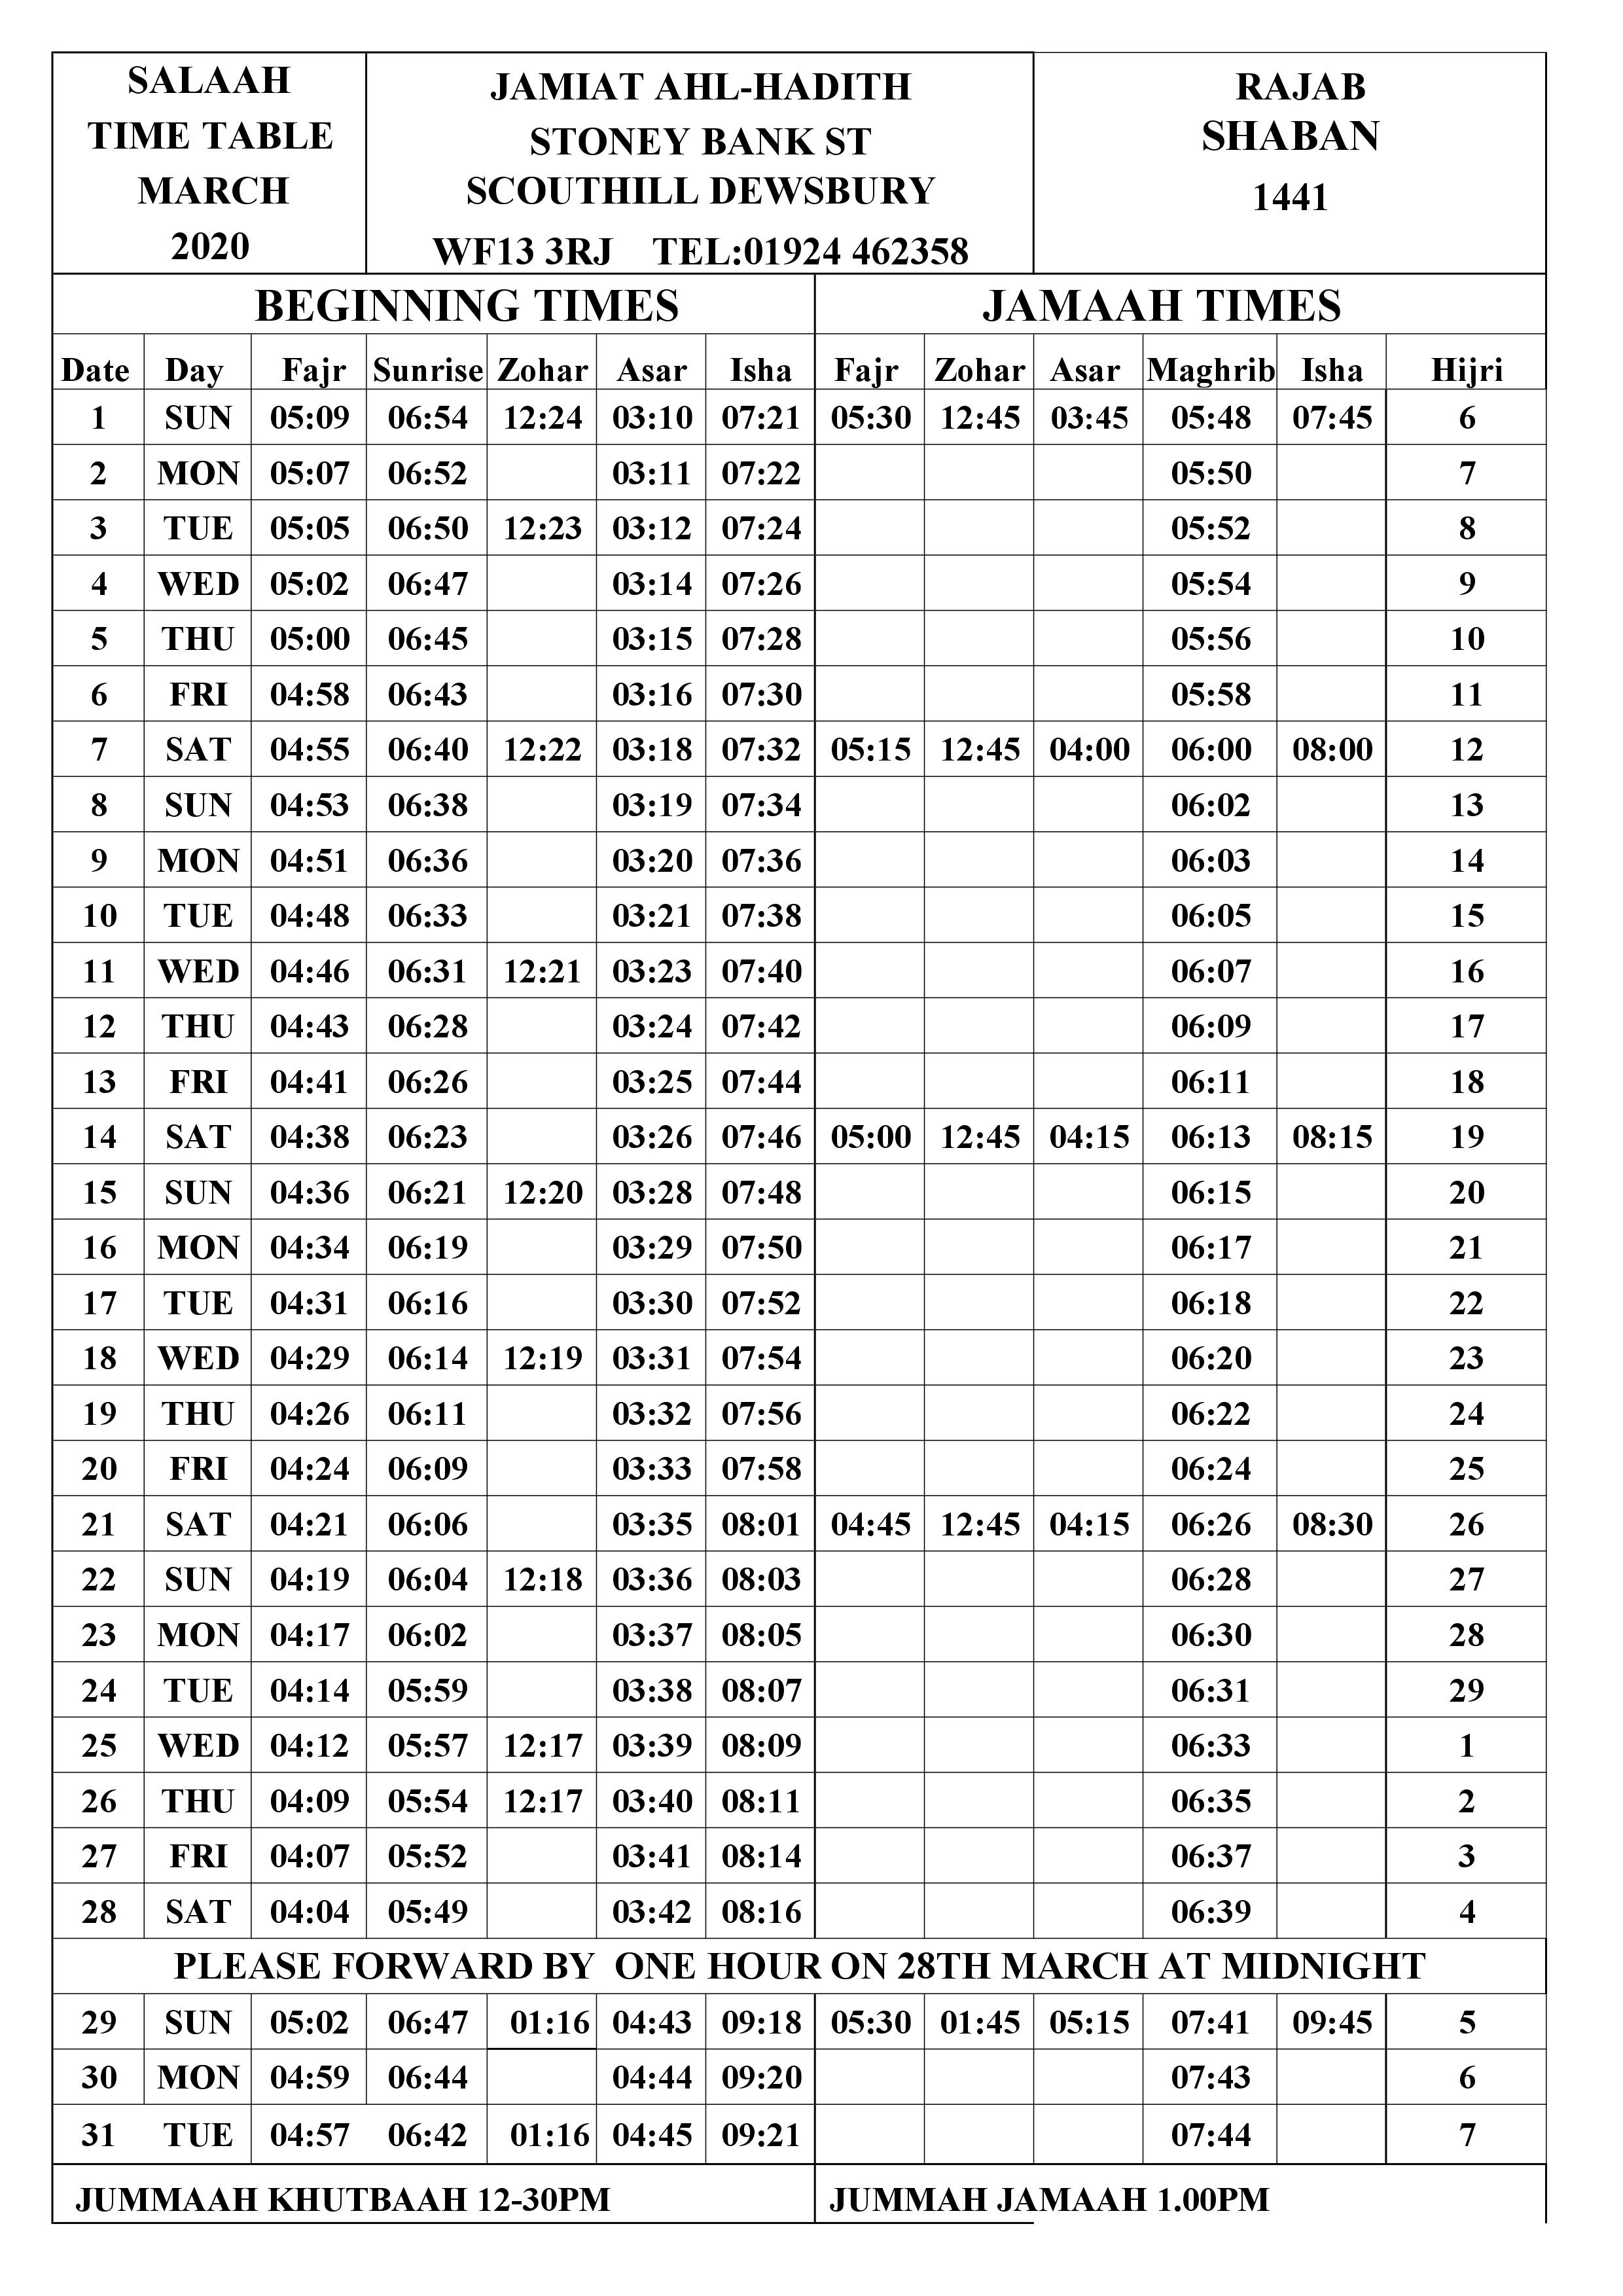 SALAAH
TIME TABLE
MARCH
2020
JAMIAT AHL-HADITH
STONEY BANK ST
SCOUTHILL DEWSBURY
WF13 3RJ TEL:01924 462358
RAJAB
SHABAN
1441
BEGINNING TIMES JAMAAH TIMES
Date Day Fajr Sunrise Zohar Asar Isha Fajr Zohar Asar Maghrib Isha Hijri
1 SUN 05:09 06:54 12:24 03:10 07:21 05:30 12:45 03:45 05:48 07:45 6
2 MON 05:07 06:52 03:11 07:22 05:50 7
3 TUE 05:05 06:50 12:23 03:12 07:24 05:52 8
4 WED 05:02 06:47 03:14 07:26 05:54 9
5 THU 05:00 06:45 03:15 07:28 05:56 10
6 FRI 04:58 06:43 03:16 07:30 05:58 11
7 SAT 04:55 06:40 12:22 03:18 07:32 05:15 12:45 04:00 06:00 08:00 12
8 SUN 04:53 06:38 03:19 07:34 06:02 13
9 MON 04:51 06:36 03:20 07:36 06:03 14
10 TUE 04:48 06:33 03:21 07:38 06:05 15
11 WED 04:46 06:31 12:21 03:23 07:40 06:07 16
12 THU 04:43 06:28 03:24 07:42 06:09 17
13 FRI 04:41 06:26 03:25 07:44 06:11 18
14 SAT 04:38 06:23 03:26 07:46 05:00 12:45 04:15 06:13 08:15 19
15 SUN 04:36 06:21 12:20 03:28 07:48 06:15 20
16 MON 04:34 06:19 03:29 07:50 06:17 21
17 TUE 04:31 06:16 03:30 07:52 06:18 22
18 WED 04:29 06:14 12:19 03:31 07:54 06:20 23
19 THU 04:26 06:11 03:32 07:56 06:22 24
20 FRI 04:24 06:09 03:33 07:58 06:24 25
21 SAT 04:21 06:06 03:35 08:01 04:45 12:45 04:15 06:26 08:30 26
22 SUN 04:19 06:04 12:18 03:36 08:03 06:28 27
23 MON 04:17 06:02 03:37 08:05 06:30 28
24 TUE 04:14 05:59 03:38 08:07 06:31 29
25 WED 04:12 05:57 12:17 03:39 08:09 06:33 1
26 THU 04:09 05:54 12:17 03:40 08:11 06:35 2
27 FRI 04:07 05:52 03:41 08:14 06:37 3
28 SAT 04:04 05:49 03:42 08:16 06:39 4
PLEASE FORWARD BY ONE HOUR ON 28TH MARCH AT MIDNIGHT
29 SUN 05:02 06:47 01:16 04:43 09:18 05:30 01:45 05:15 07:41 09:45 5
30 MON 04:59 06:44 04:44 09:20 07:43 6
31 TUE 04:57 06:42 01:16 04:45 09:21 07:44 7
JUMMAAH KHUTBAAH 12-30PM JUMMAH JAMAAH 1.00PM